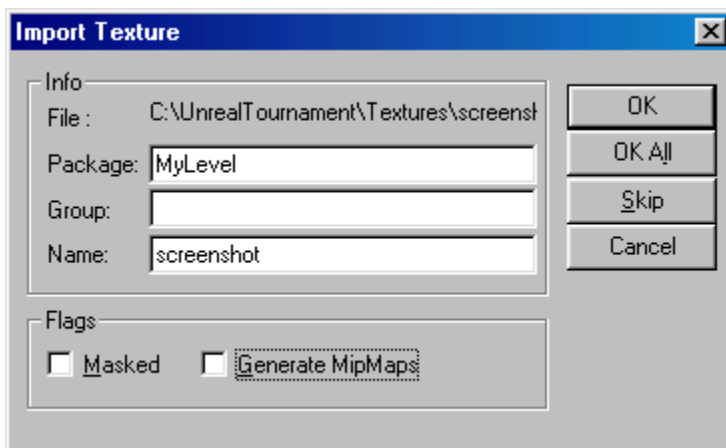 Import Texture
Info
File : C:\UnrealTournament\Textures\screensh
Package: MyLevel
Group:
Name: screenshot
OK
OK All
Skip
Cancel
Flags
Masked
Generate MipMaps